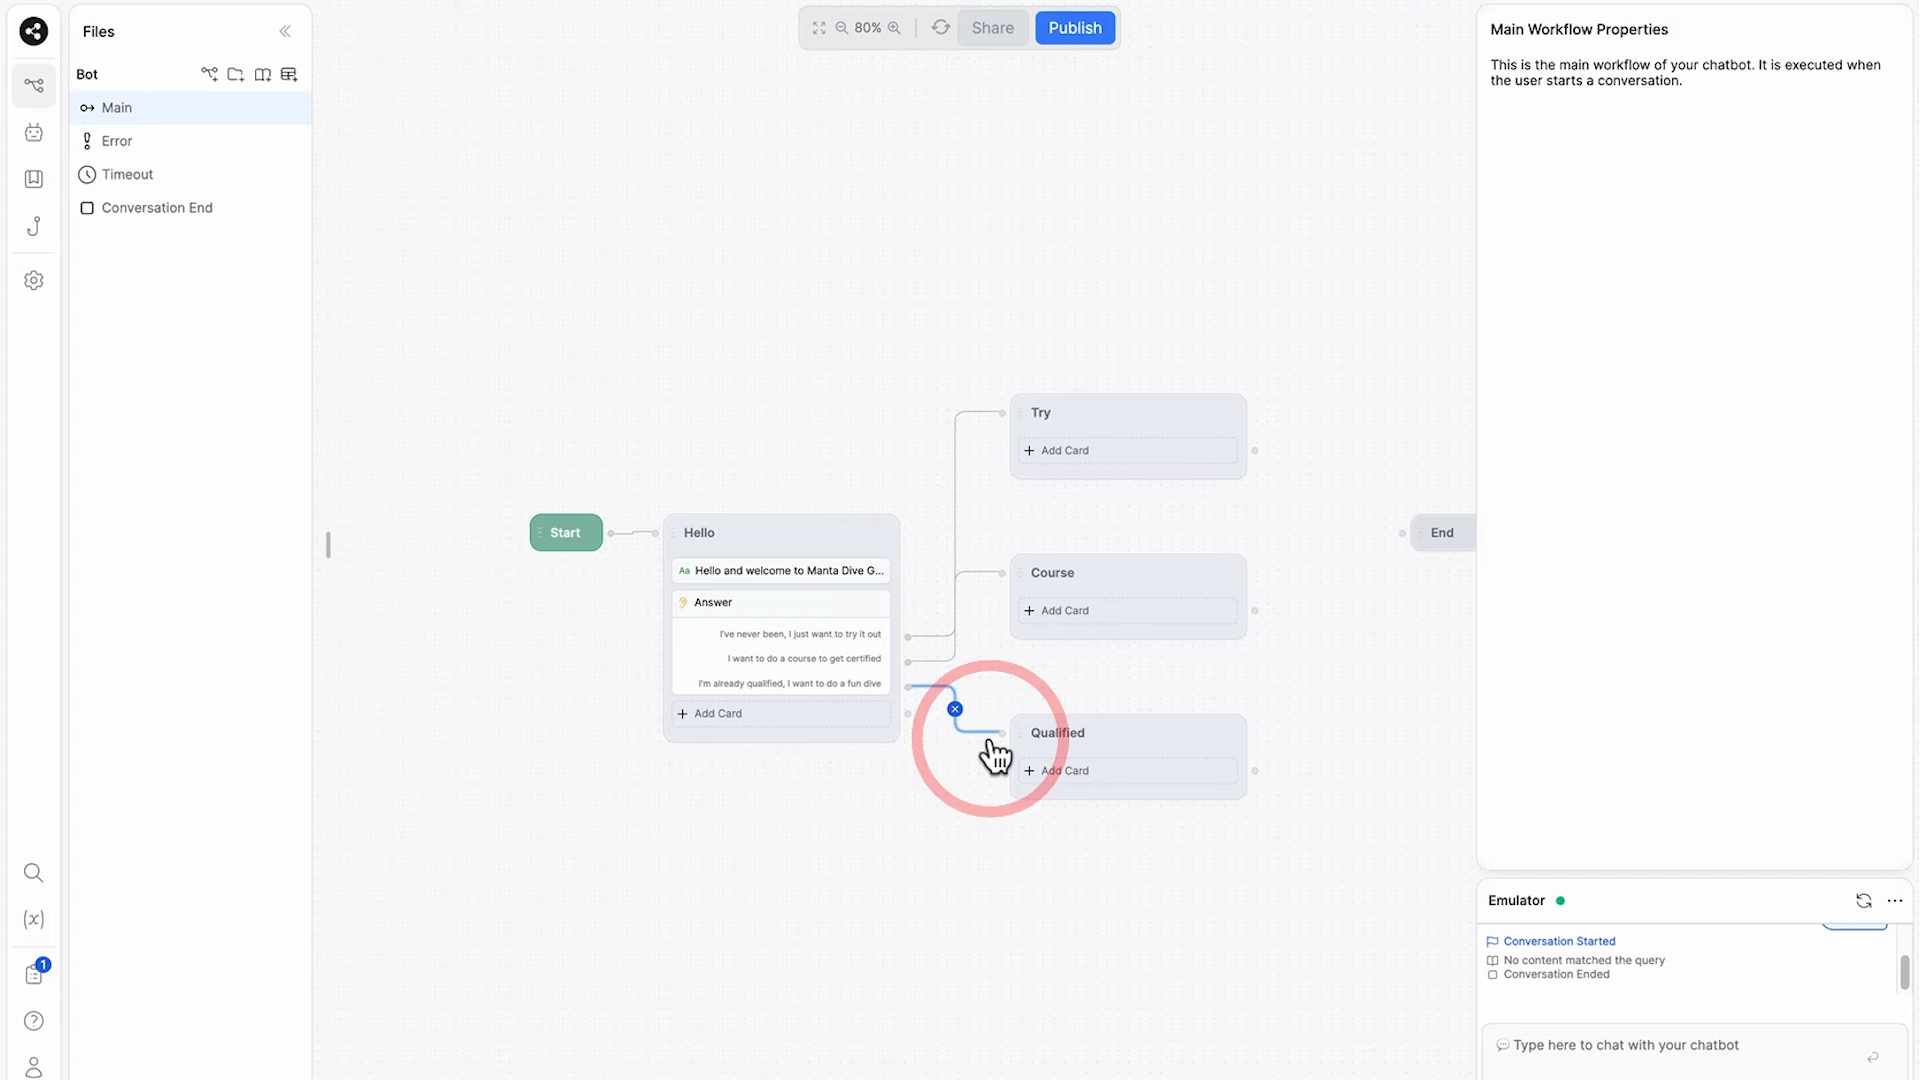 Files
Bot
Main
Error
Timeout
Conversation End
80%
Share
Publish
Start
Hello
Aa Hello and welcome to Manta Dive G...
Answer
I've never been, I just want to try it out
I want to do a course to get certified
I'm already qualified, I want to do a fun dive
+ Add Card
Try
+ Add Card
Course
+ Add Card
Qualified
+ Add Card
End
Main Workflow Properties
This is the main workflow of your chatbot. It is executed when
the user starts a conversation.
Emulator
Conversation Started
No content matched the query
Conversation Ended
Type here to chat with your chatbot
(x)
1